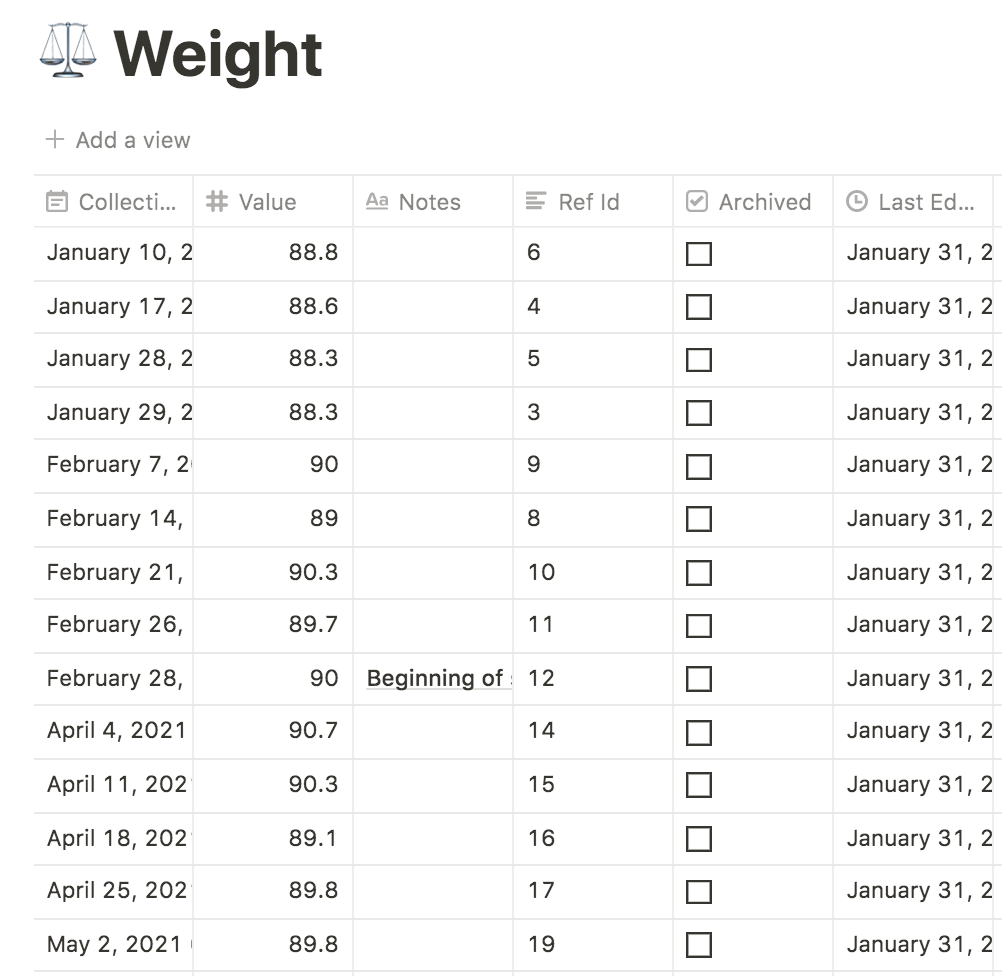 Weight
Add a view
Collecti... Value Notes Ref Id Archived Last Ed...
January 10, 2 88.8 6 January 31, 2
January 17, 2 88.6 4 January 31, 2
January 28, 2 88.3 5 January 31, 2
January 29, 2 88.3 3 January 31, 2
February 7, 2 90 9 January 31, 2
February 14, 89 8 January 31, 2
February 21, 90.3 10 January 31, 2
February 26, 89.7 11 January 31, 2
February 28, 90 Beginning of 12 January 31, 2
April 4, 2021 90.7 14 January 31, 2
April 11, 202 90.3 15 January 31, 2
April 18, 202 89.1 16 January 31, 2
April 25, 202 89.8 17 January 31, 2
May 2, 2021 89.8 19 January 31, 2